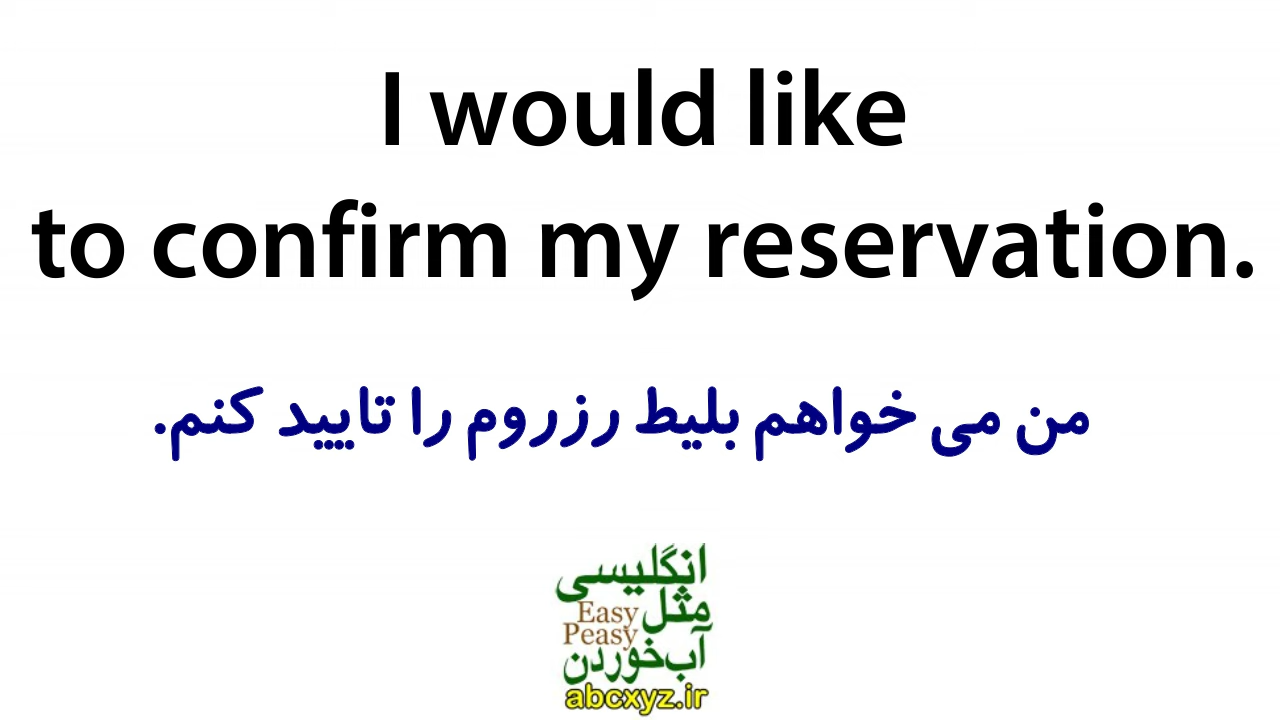 I would like
to confirm my reservation.
من می خواهم بلیط رزروم را تایید کنم.
انگلیسی
مثل
Easy
Peasy
آب‌خوردن
abcxyz.ir